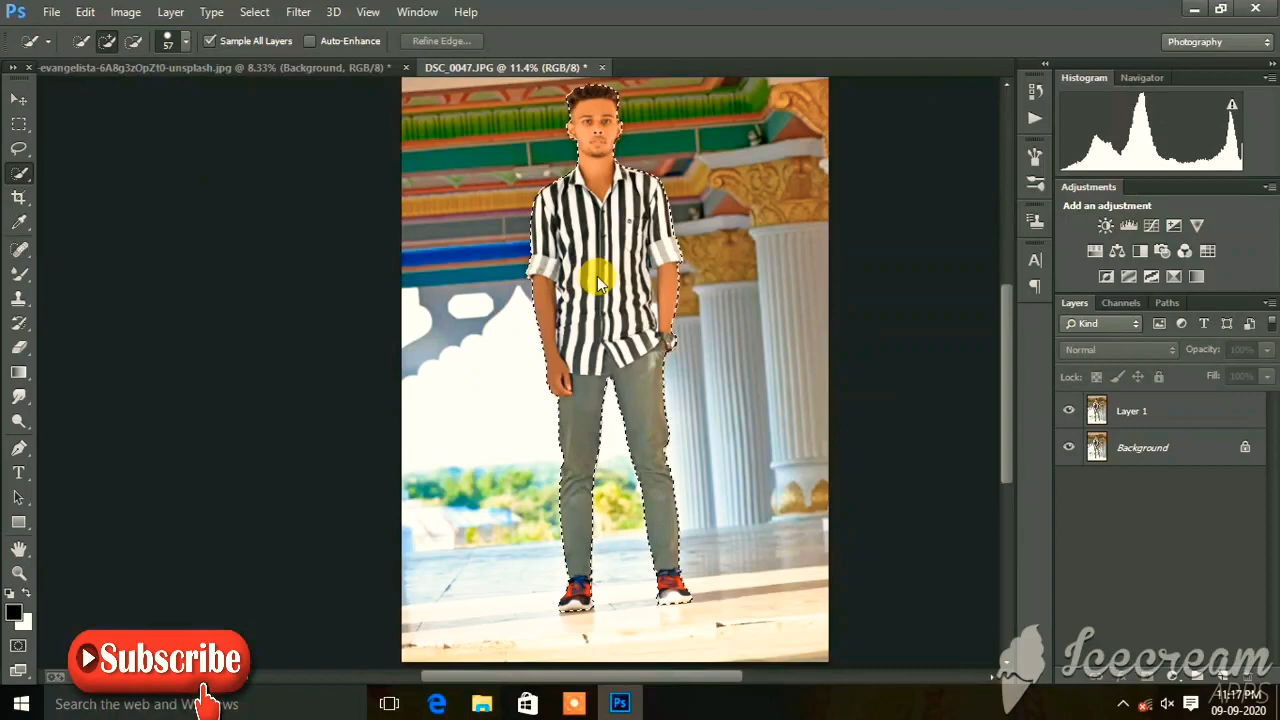 Ps File Edit Image Layer Type Select Filter 3D View Window Help
57 Sample All Layers Auto-Enhance Refine Edge... Photography
-evangelista-6A8g3zOpZt0-unsplash.jpg @ 8.33% (Background, RGB/8) * × DSC_0047.JPG @ 11.4% (RGB/8) * ×
Histogram Navigator
Adjustments
Add an adjustment
Layers Channels Paths
Kind
Normal Opacity: 100%
Lock: Fill: 100%
Layer 1
Background
Subscribe
Icecream
APPS
Search the web and Windows
Ps
11:17 PM
09-09-2020